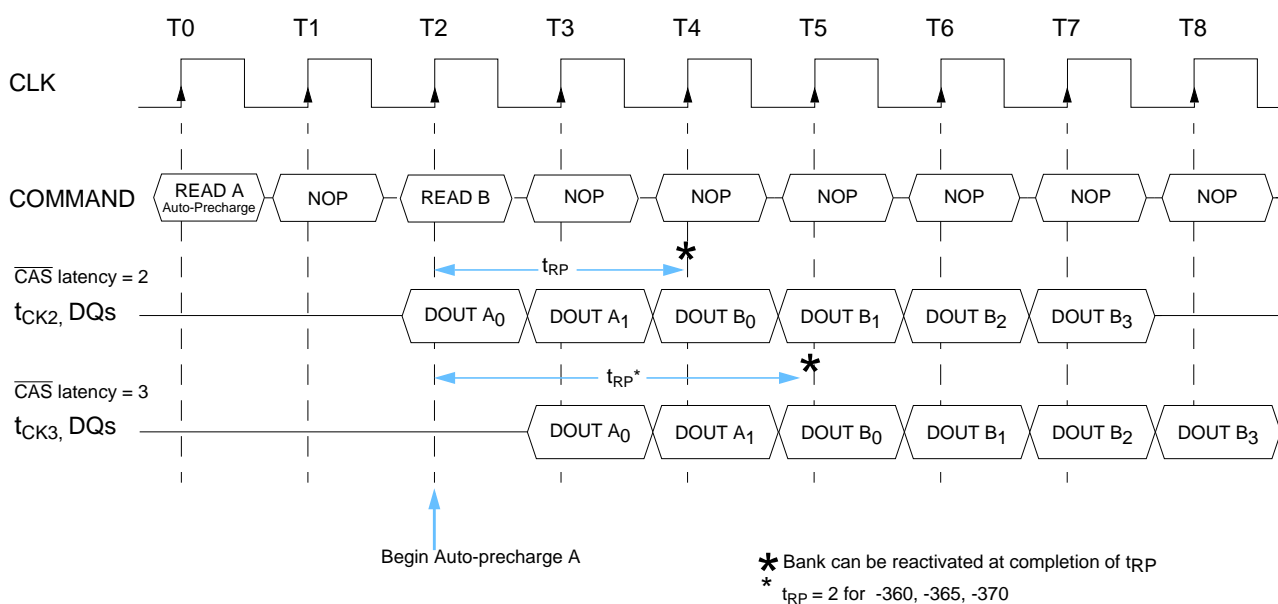 T0 T1 T2 T3 T4 T5 T6 T7 T8
CLK
COMMAND READ A Auto-Precharge NOP READ B NOP NOP NOP NOP NOP NOP
*
tRP
CAS latency = 2
tCK2, DQs DOUT A0 DOUT A1 DOUT B0 DOUT B1 DOUT B2 DOUT B3
*
tRP*
CAS latency = 3
tCK3, DQs DOUT A0 DOUT A1 DOUT B0 DOUT B1 DOUT B2 DOUT B3
Begin Auto-precharge A
* Bank can be reactivated at completion of tRP
* tRP = 2 for -360, -365, -370